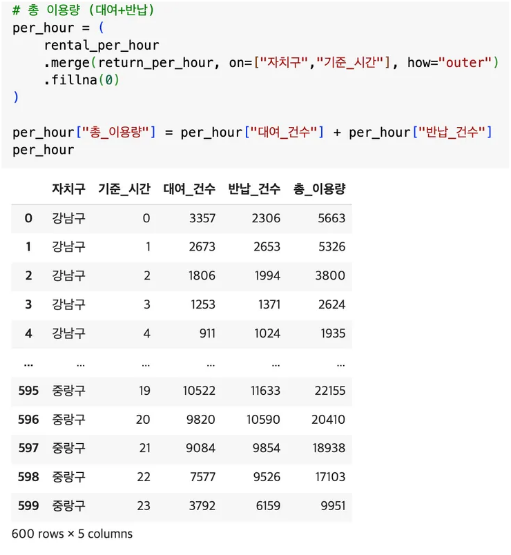 # 총 이용량 (대여+반납)
per_hour = (
    rental_per_hour
    .merge(return_per_hour, on=["자치구","기준_시간"], how="outer")
    .fillna(0)
)
per_hour["총_이용량"] = per_hour["대여_건수"] + per_hour["반납_건수"]
per_hour
자치구 기준_시간 대여_건수 반납_건수 총_이용량
0 강남구 0 3357 2306 5663
1 강남구 1 2673 2653 5326
2 강남구 2 1806 1994 3800
3 강남구 3 1253 1371 2624
4 강남구 4 911 1024 1935
... ... ... ... ... ...
595 중랑구 19 10522 11633 22155
596 중랑구 20 9820 10590 20410
597 중랑구 21 9084 9854 18938
598 중랑구 22 7577 9526 17103
599 중랑구 23 3792 6159 9951
600 rows × 5 columns